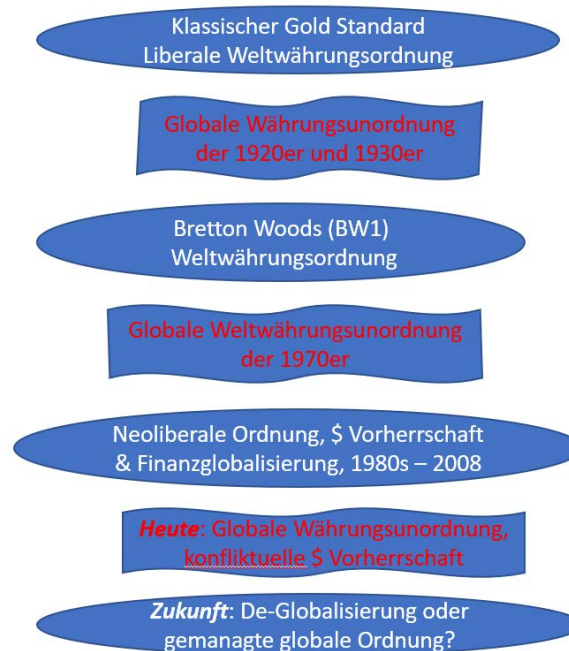 Klassischer Gold Standard
Liberale Weltwährungsordnung
Globale Währungsunordnung
der 1920er und 1930er
Bretton Woods (BW1)
Weltwährungsordnung
Globale Weltwährungsunordnung
der 1970er
Neoliberale Ordnung, $ Vorherrschaft
& Finanzglobalisierung, 1980s – 2008
Heute: Globale Währungsunordnung,
konfliktuelle $ Vorherrschaft
Zukunft: De-Globalisierung oder
gemanagte globale Ordnung?